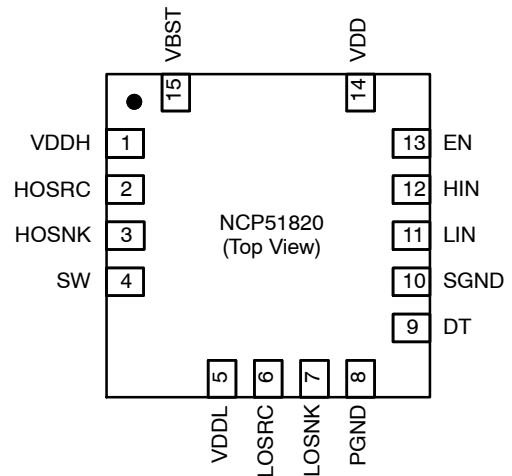 VBST
VDD
15
14
VDDH 1
13 EN
HOSRC 2
12 HIN
HOSNK 3
11 LIN
SW 4
10 SGND
9 DT
NCP51820
(Top View)
5
6
7
8
VDDL
LOSRC
LOSNK
PGND